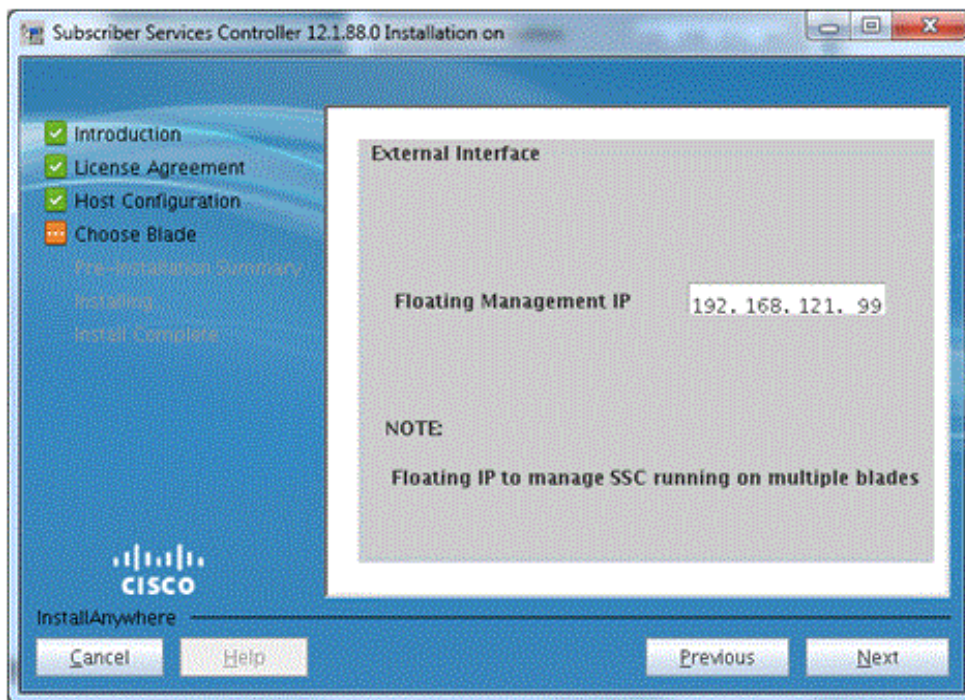 Subscriber Services Controller 12.1.88.0 Installation on
Introduction
License Agreement
Host Configuration
Choose Blade
Pre-Installation Summary
Installing...
Install Complete
External Interface
Floating Management IP
192.168.121. 99
NOTE:
Floating IP to manage SSC running on multiple blades
CISCO
InstallAnywhere
Cancel
Help
Previous
Next